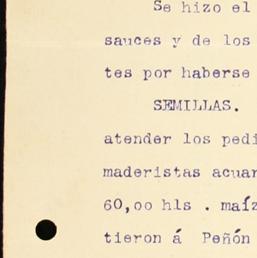 Se hizo el
sauces y de los
tes por haberse
SEMILLAS.
atender los pedi
maderistas acuar
60,oo hls . maíz
tieron á Peñón